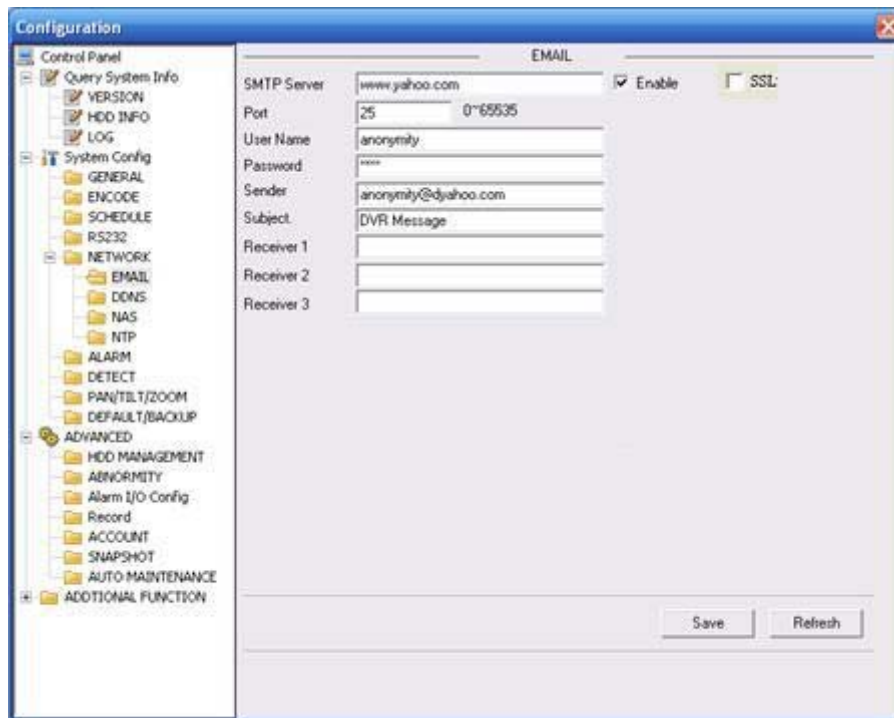 Configuration
Control Panel
Query System Info
VERSION
HDD INFO
LOG
System Config
GENERAL
ENCODE
SCHEDULE
RS232
NETWORK
EMAIL
DDNS
NAS
NTP
ALARM
DETECT
PAN/TILT/ZOOM
DEFAULT/BACKUP
ADVANCED
HDD MANAGEMENT
ABNORMITY
Alarm I/O Config
Record
ACCOUNT
SNAPSHOT
AUTO MAINTENANCE
ADDTIONAL FUNCTION
EMAIL
SMTP Server www.yahoo.com Enable SSL
Port 25 0~65535
User Name anonymity
Password ****
Sender anonymity@dyahoo.com
Subject DVR Message
Receiver 1
Receiver 2
Receiver 3
Save Refresh